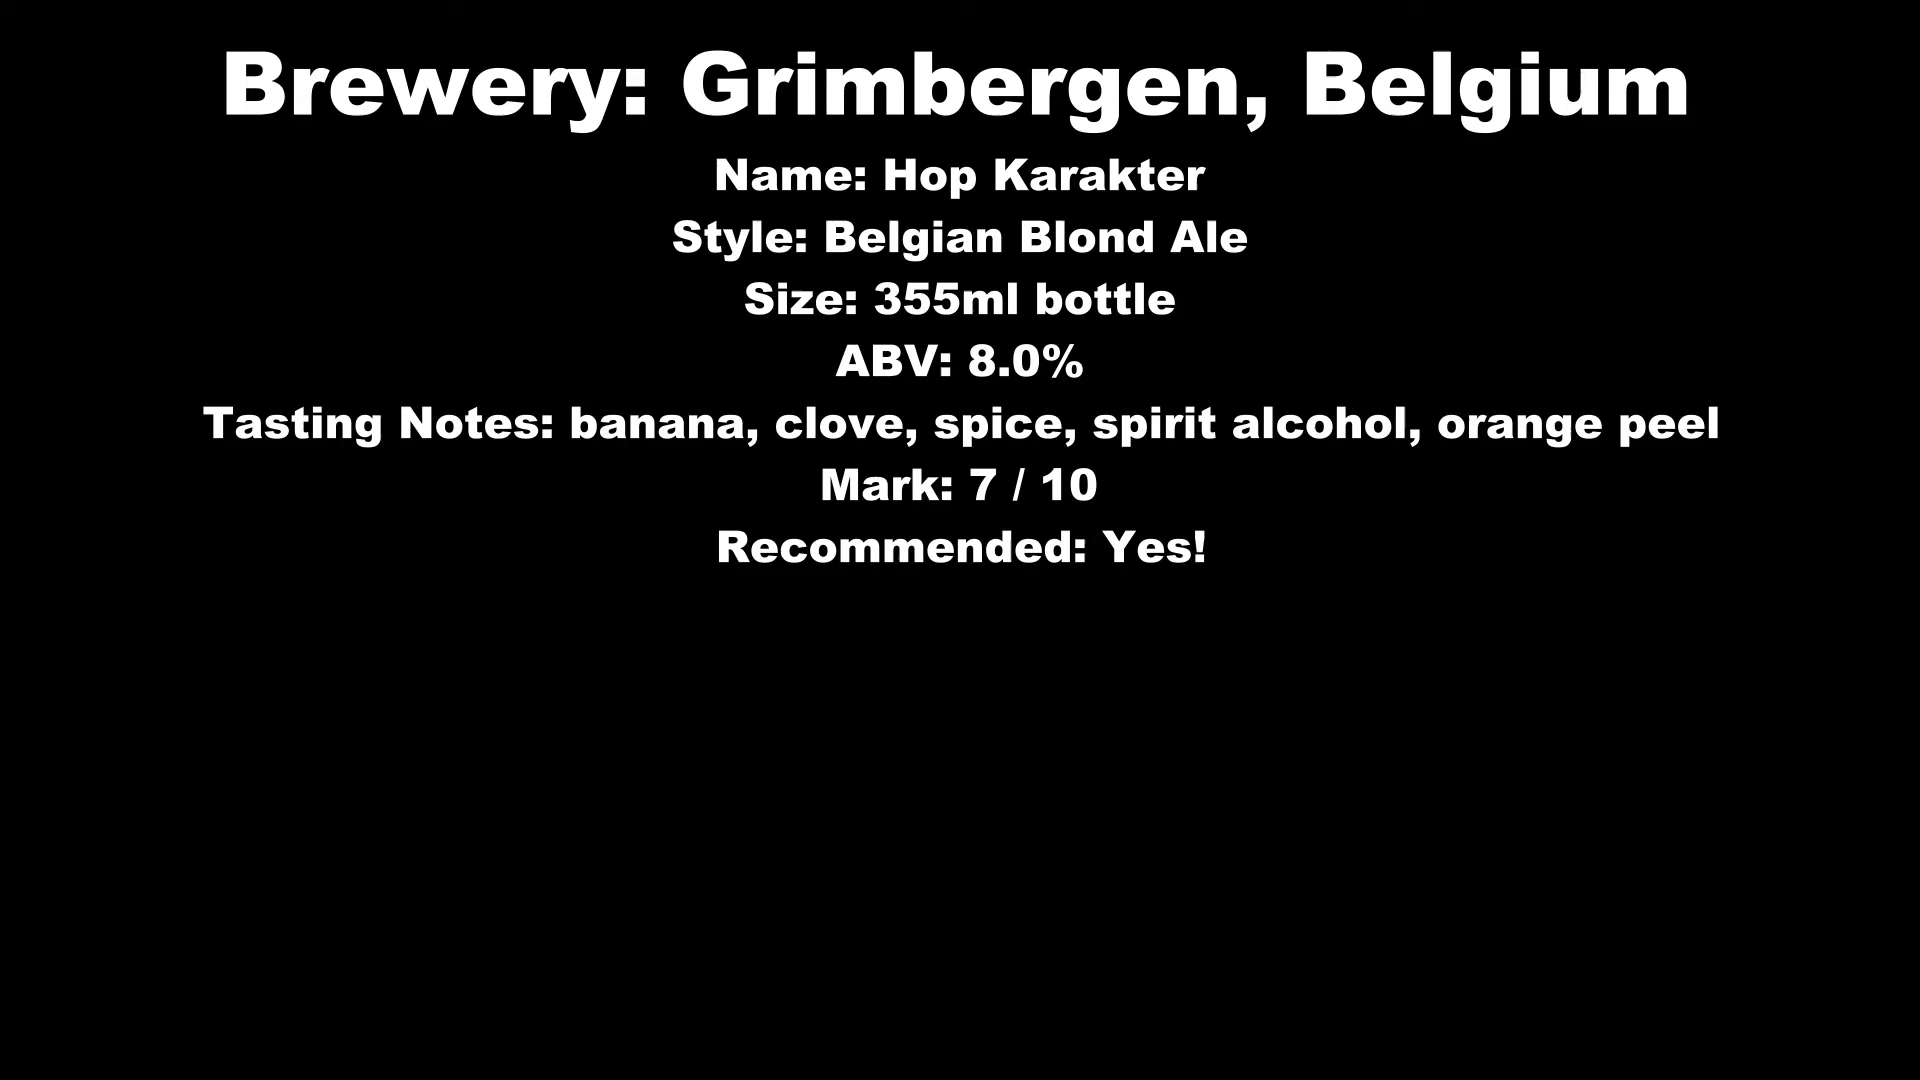 Brewery: Grimbergen, Belgium
Name: Hop Karakter
Style: Belgian Blond Ale
Size: 355ml bottle
ABV: 8.0%
Tasting Notes: banana, clove, spice, spirit alcohol, orange peel
Mark: 7 / 10
Recommended: Yes!